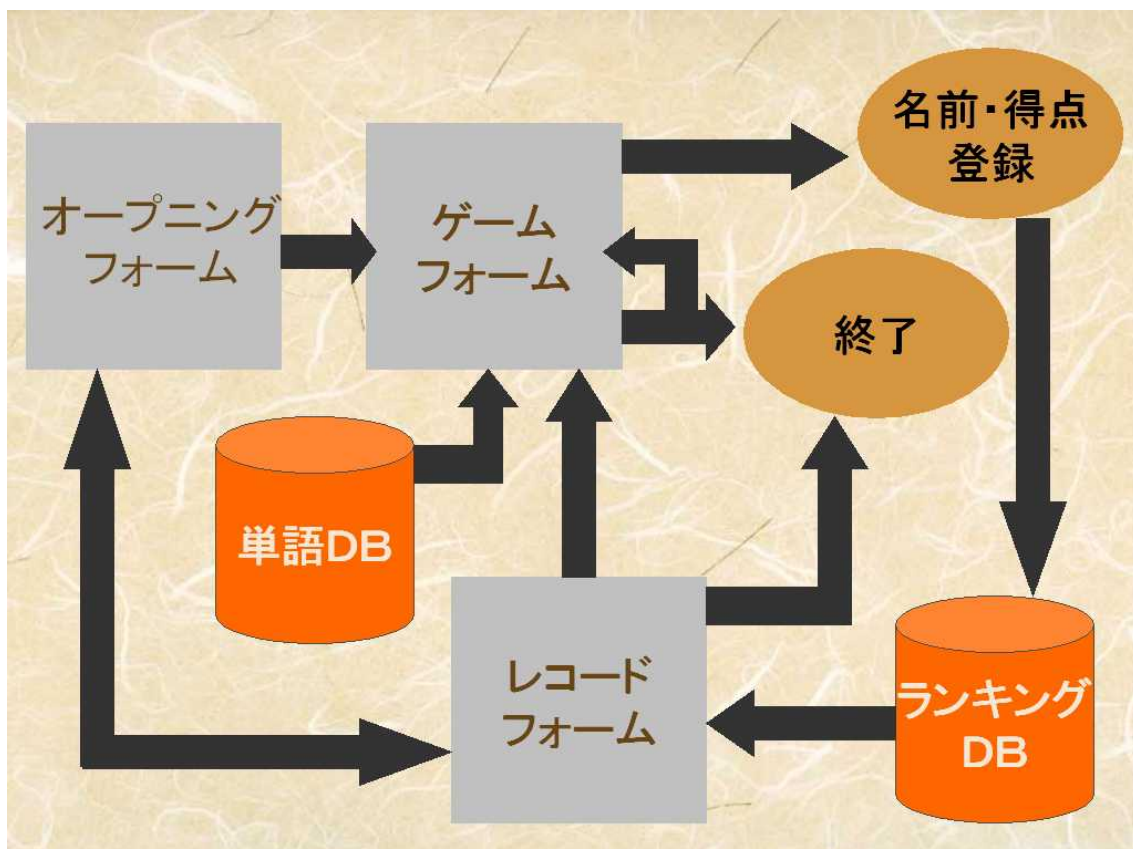 名前・得点
登録
オープニング
フォーム
ゲーム
フォーム
終了
単語DB
レコード
フォーム
ランキング
DB